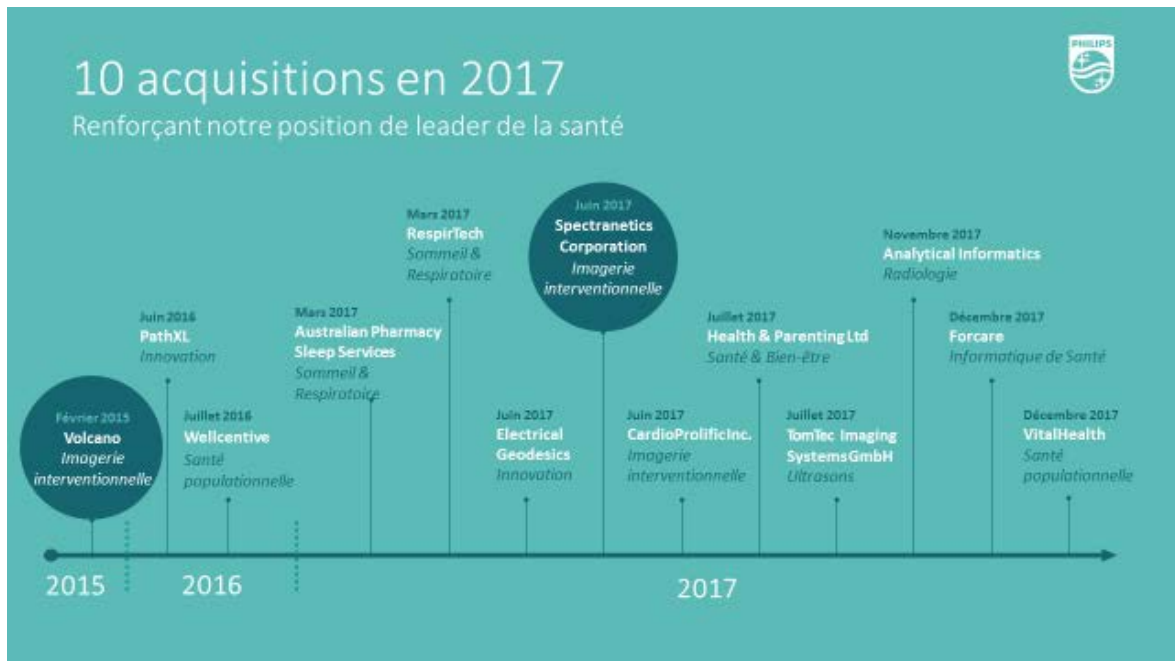 PHILIPS
10 acquisitions en 2017
Renforçant notre position de leader de la santé
Février 2015
Volcano
Imagerie
interventionnelle
Juin 2016
PathXL
Innovation
Juillet 2016
Wellcentive
Santé
populationnelle
Mars 2017
Australian Pharmacy
Sleep Services
Sommeil &
Respiratoire
Mars 2017
RespirTech
Sommeil &
Respiratoire
Juin 2017
Electrical
Geodesics
Innovation
Juin 2017
Spectranetics
Corporation
Imagerie
interventionnelle
Juin 2017
CardioProlificInc.
Imagerie
interventionnelle
Juillet 2017
Health & Parenting Ltd
Santé & Bien-être
Juillet 2017
TomTec Imaging
SystemsGmbH
Ultrasons
Novembre 2017
Analytical Informatics
Radiologie
Décembre 2017
Forcare
Informatique de Santé
Décembre 2017
VitalHealth
Santé
populationnelle
2015
2016
2017